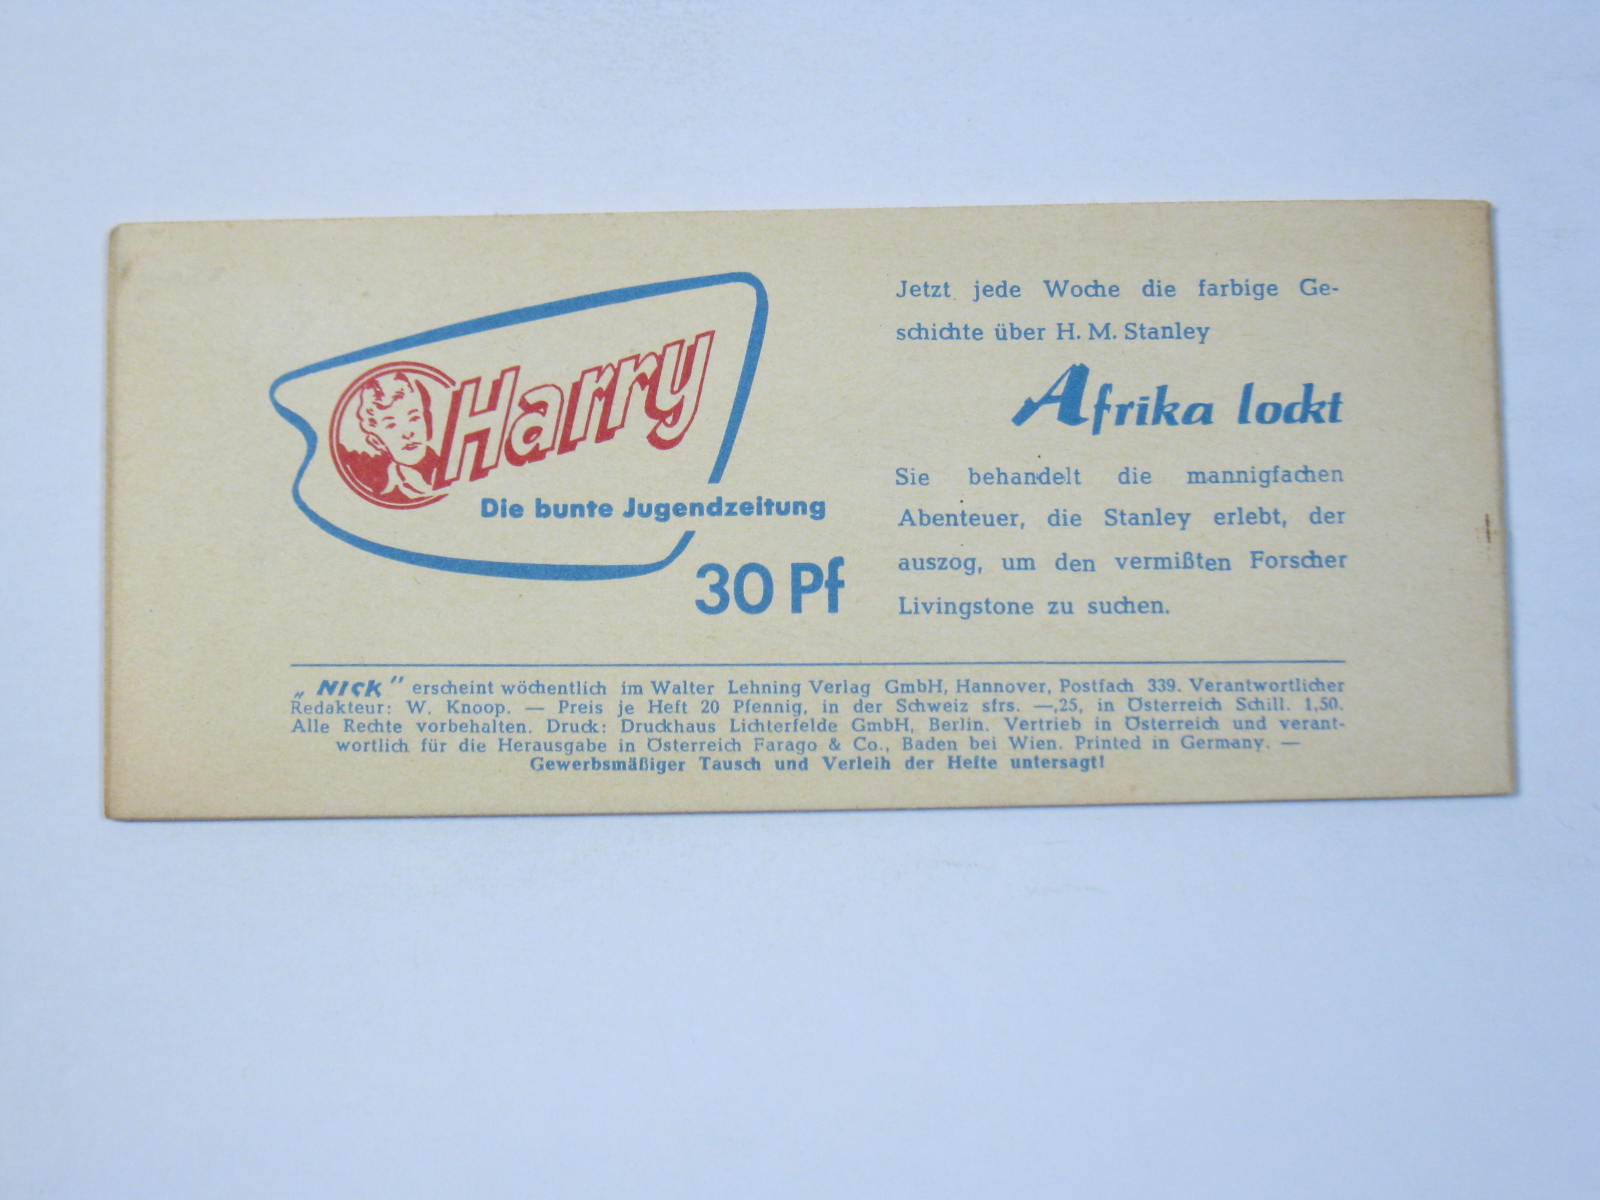 Harry
Die bunte Jugendzeitung
30 Pf
Jetzt jede Woche die farbige Ge-
schichte über H. M. Stanley
Afrika lockt
Sie behandelt die mannigfachen
Abenteuer, die Stanley erlebt, der
auszog, um den vermißten Forscher
Livingstone zu suchen.
„NICK" erscheint wöchentlich im Walter Lehning Verlag GmbH, Hannover, Postfach 339. Verantwortlicher
Redakteur: W. Knoop. — Preis je Heft 20 Pfennig, in der Schweiz sfrs. —,25, in Österreich Schill. 1,50.
Alle Rechte vorbehalten. Druck: Druckhaus Lichterfelde GmbH, Berlin. Vertrieb in Österreich und verant-
wortlich für die Herausgabe in Österreich Farago & Co., Baden bei Wien. Printed in Germany. —
Gewerbsmäßiger Tausch und Verleih der Hefte untersagt!